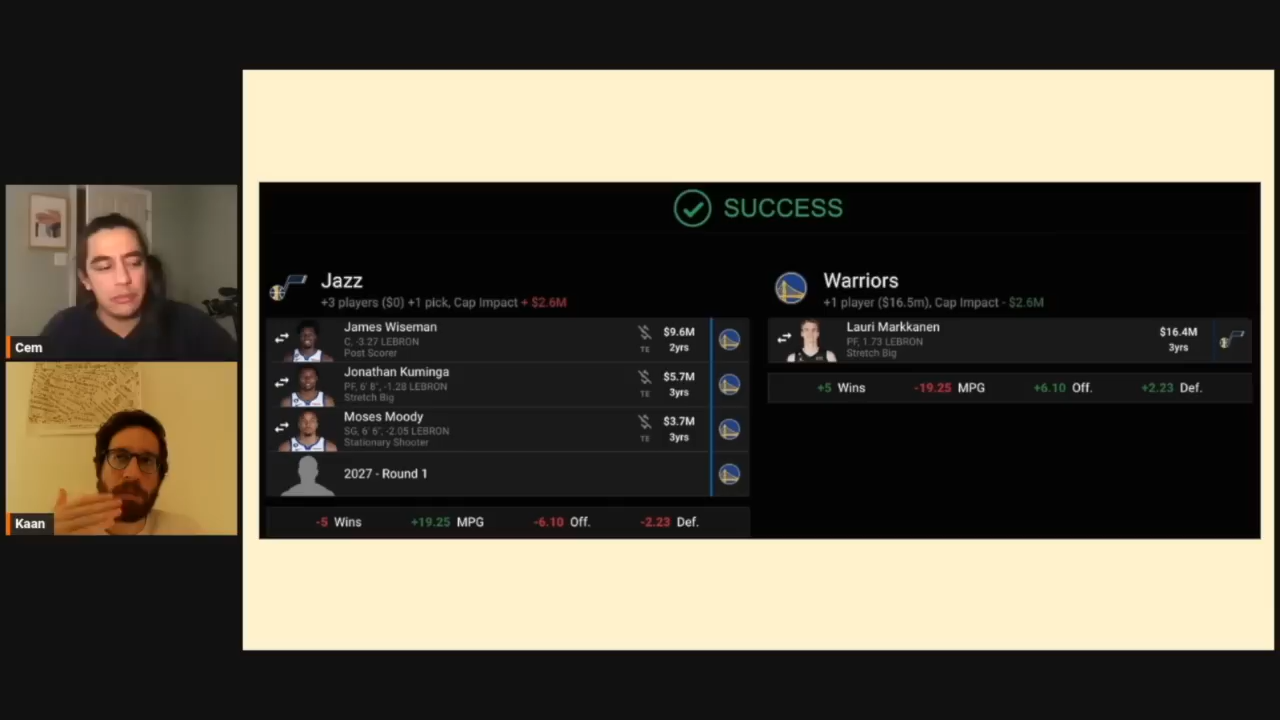 SUCCESS
Jazz
+3 players ($0) +1 pick, Cap Impact + $2.6M
James Wiseman
C, -3.27 LEBRON
Post Scorer
TE
$9.6M
2yrs
Jonathan Kuminga
PF, 6' 8", -1.28 LEBRON
Stretch Big
TE
$5.7M
3yrs
Moses Moody
SG, 6' 6", -2.05 LEBRON
Stationary Shooter
TE
$3.7M
3yrs
2027 - Round 1
-5 Wins +19.25 MPG -6.10 Off. -2.23 Def.
Warriors
+1 player ($16.5m), Cap Impact - $2.6M
Lauri Markkanen
PF, 1.73 LEBRON
Stretch Big
$16.4M
3yrs
+5 Wins -19.25 MPG +6.10 Off. +2.23 Def.
Cem
Kaan